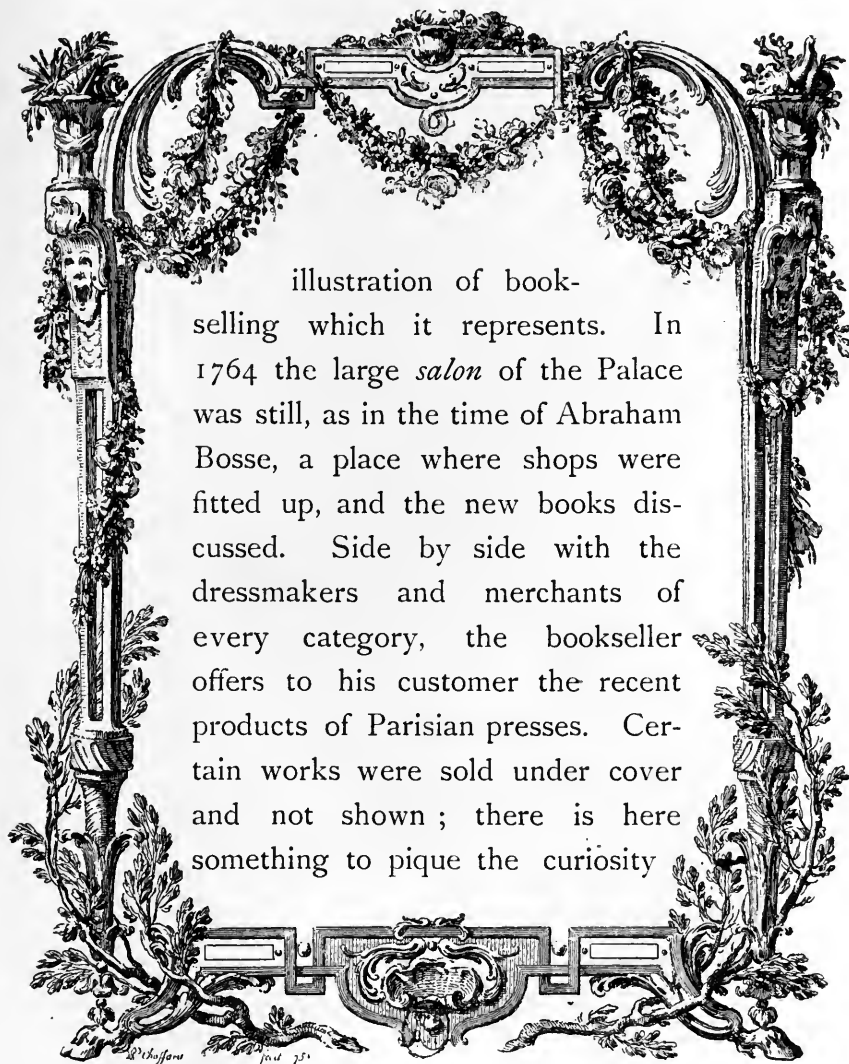 illustration of book-
selling which it represents. In
1764 the large salon of the Palace
was still, as in the time of Abraham
Bosse, a place where shops were
fitted up, and the new books dis-
cussed. Side by side with the
dressmakers and merchants of
every category, the bookseller
offers to his customer the recent
products of Parisian presses. Cer-
tain works were sold under cover
and not shown ; there is here
something to pique the curiosity